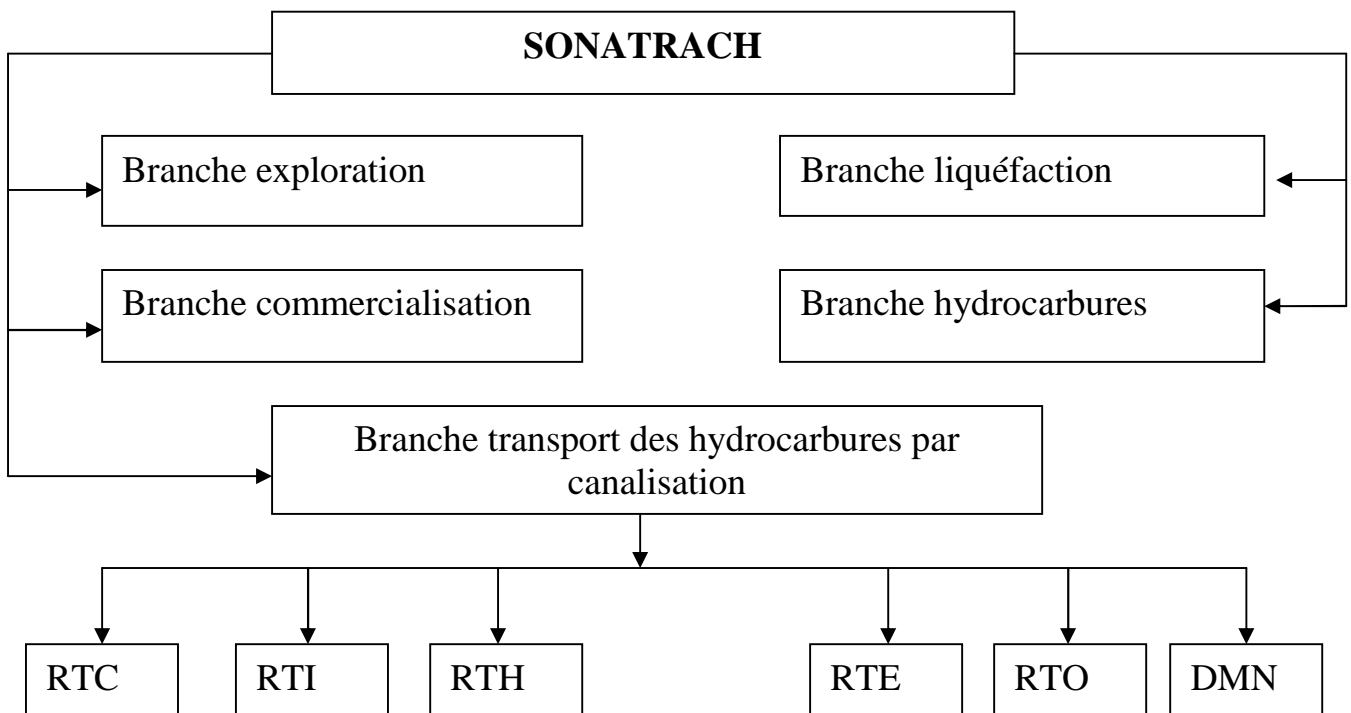 SONATRACH
Branche exploration
Branche liquéfaction
Branche commercialisation
Branche hydrocarbures
Branche transport des hydrocarbures par
canalisation
RTC
RTI
RTH
RTE
RTO
DMN